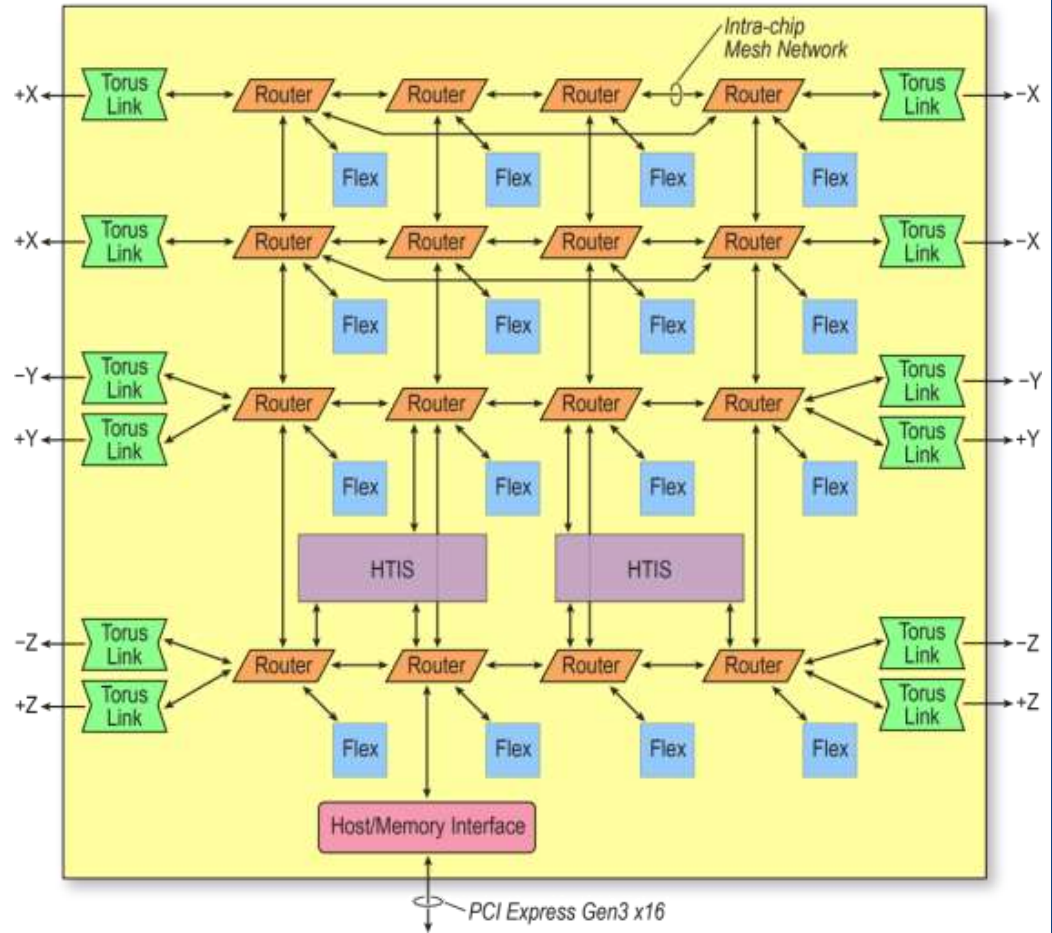 Intra-chip
Mesh Network
+X
Torus
Link
Router
Router
Router
Router
Torus
Link
−X
Flex
Flex
Flex
Flex
+X
Torus
Link
Router
Router
Router
Router
Torus
Link
−X
Flex
Flex
Flex
Flex
−Y
Torus
Link
+Y
Torus
Link
Router
Router
Router
Router
Torus
Link
−Y
Torus
Link
+Y
Flex
Flex
Flex
Flex
HTIS
HTIS
−Z
Torus
Link
+Z
Torus
Link
Router
Router
Router
Router
Torus
Link
−Z
Torus
Link
+Z
Flex
Flex
Flex
Flex
Host/Memory Interface
PCI Express Gen3 x16